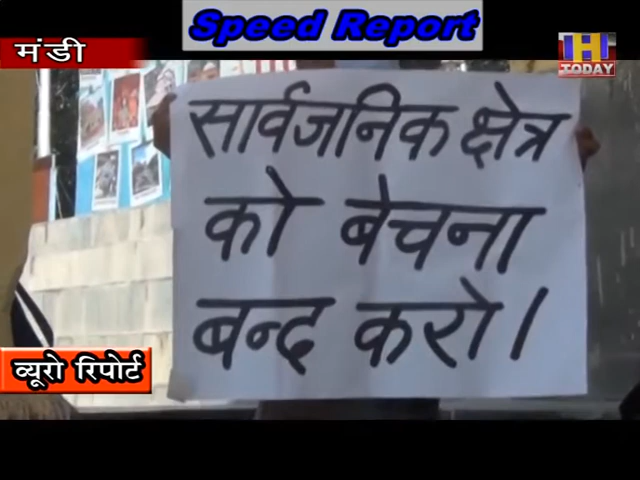 Speed Report
मंडी
H
TODAY
सार्वजनिक क्षेत्र
को बेचना
बन्द करो।
ब्यूरो रिपोर्ट